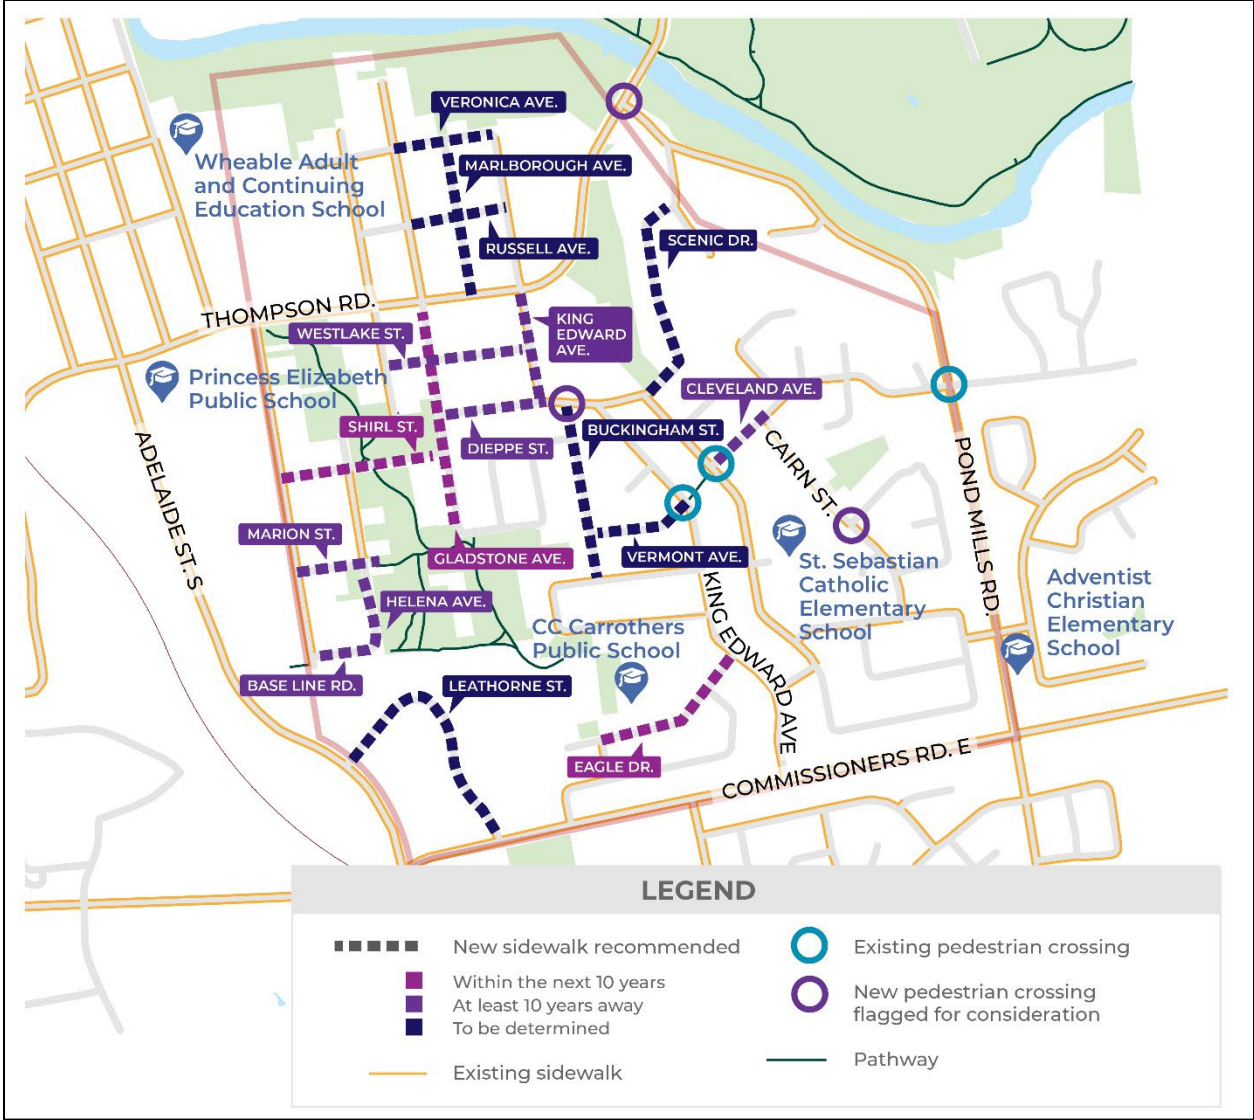 VERONICA AVE.
Wheable Adult
and Continuing
Education School
MARLBOROUGH AVE.
RUSSELL AVE.
SCENIC DR.
THOMPSON RD.
KING
EDWARD
AVE.
WESTLAKE ST.
Princess Elizabeth
Public School
CLEVELAND AVE.
SHIRL ST.
DIEPPE ST.
BUCKINGHAM ST.
CAIRN ST.
POND MILLS RD.
ADELAIDE ST. S
MARION ST.
GLADSTONE AVE.
VERMONT AVE.
St. Sebastian
Catholic
Elementary
School
Adventist
Christian
Elementary
School
HELENA AVE.
CC Carrothers
Public School
KING EDWARD AVE
BASE LINE RD.
LEATHORNE ST.
EAGLE DR.
COMMISSIONERS RD. E
LEGEND
New sidewalk recommended
Within the next 10 years
At least 10 years away
To be determined
Existing sidewalk
Existing pedestrian crossing
New pedestrian crossing
flagged for consideration
Pathway